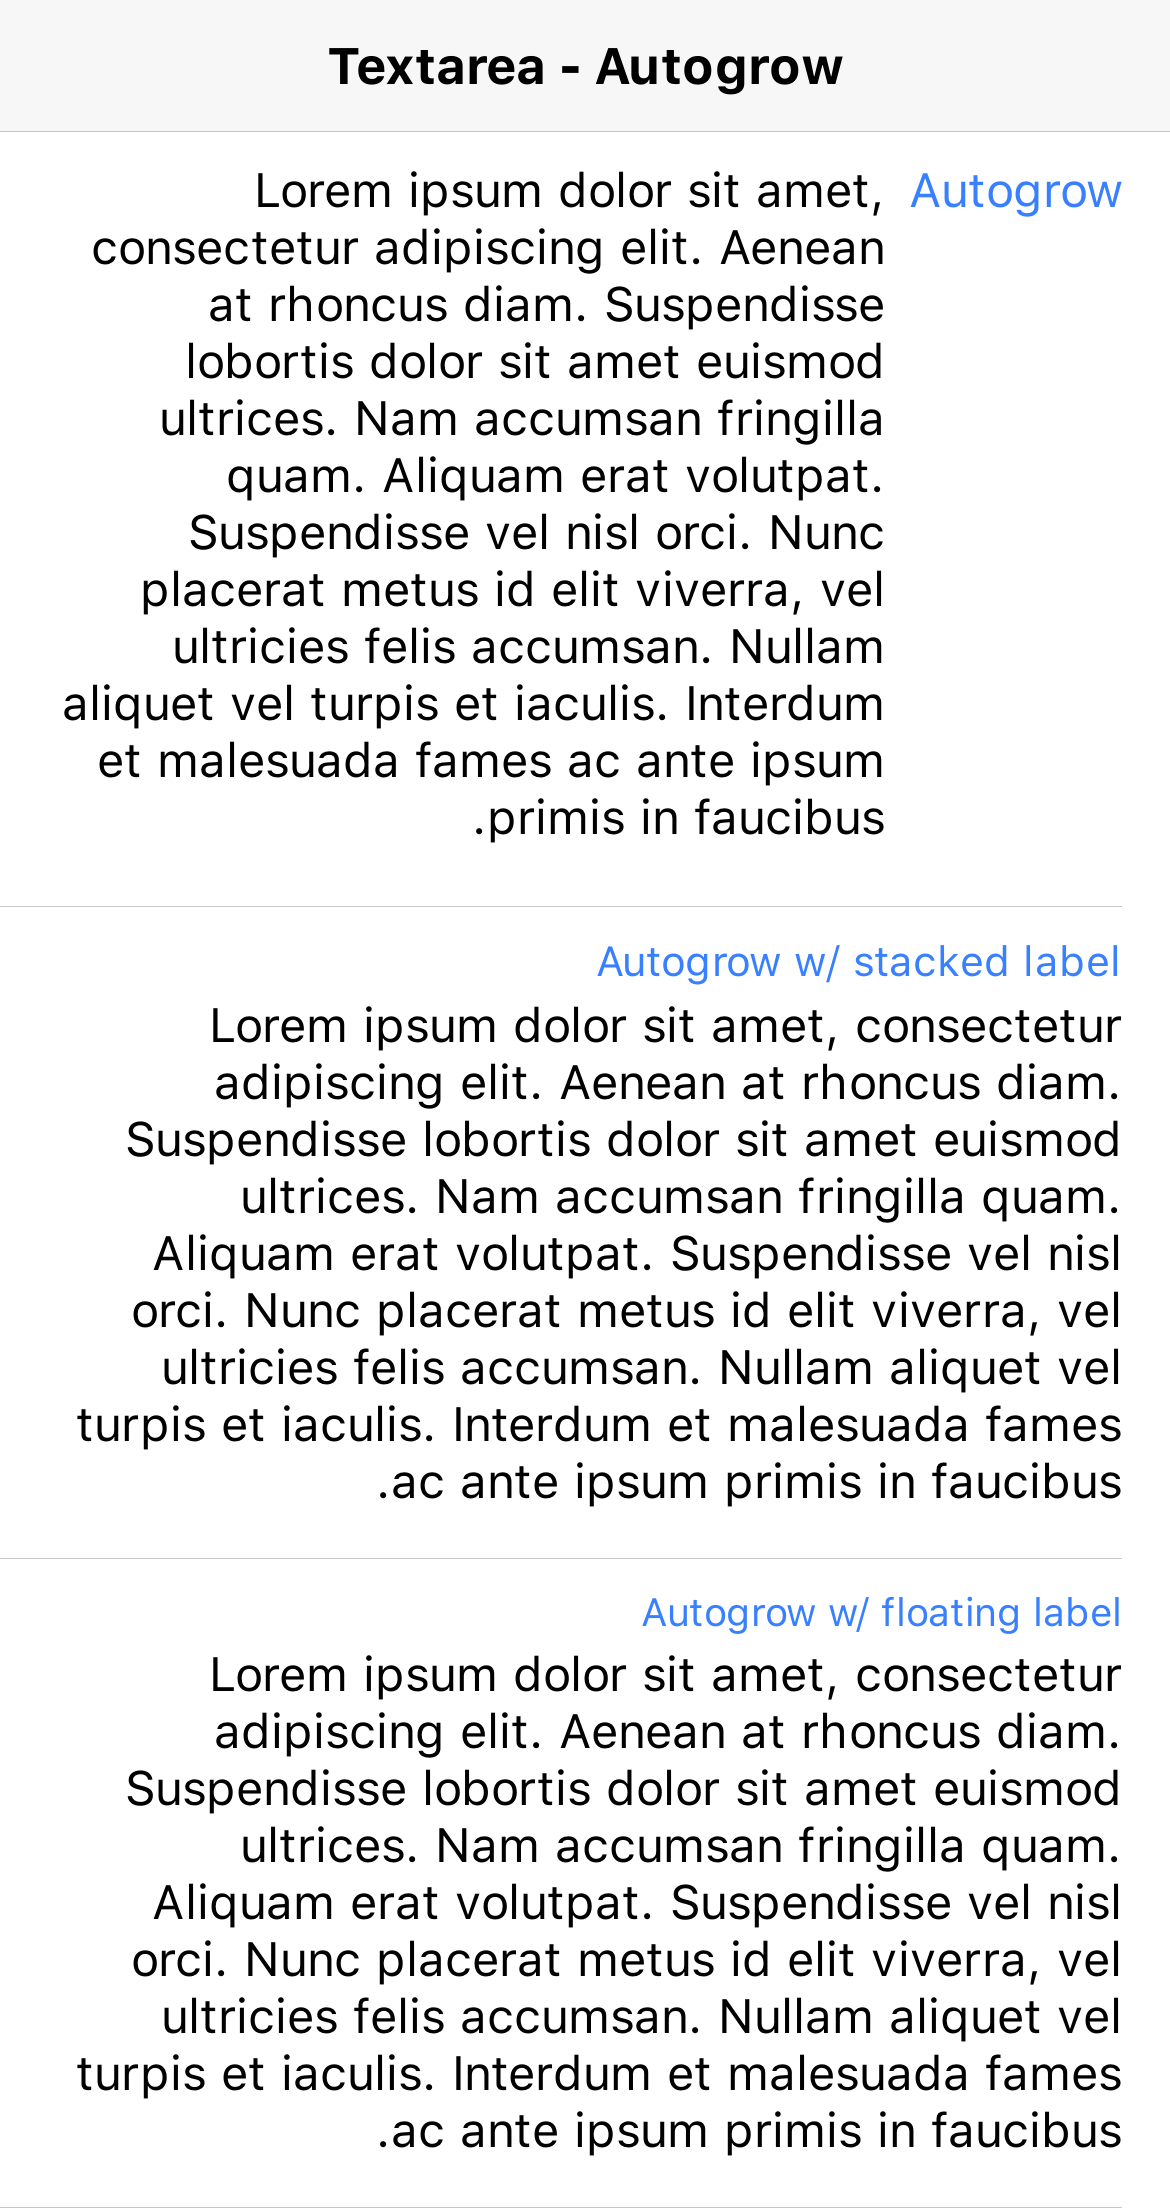 Textarea - Autogrow
Autogrow
Lorem ipsum dolor sit amet,
consectetur adipiscing elit. Aenean
at rhoncus diam. Suspendisse
lobortis dolor sit amet euismod
ultrices. Nam accumsan fringilla
quam. Aliquam erat volutpat.
Suspendisse vel nisl orci. Nunc
placerat metus id elit viverra, vel
ultricies felis accumsan. Nullam
aliquet vel turpis et iaculis. Interdum
et malesuada fames ac ante ipsum
.primis in faucibus
Autogrow w/ stacked label
Lorem ipsum dolor sit amet, consectetur
adipiscing elit. Aenean at rhoncus diam.
Suspendisse lobortis dolor sit amet euismod
ultrices. Nam accumsan fringilla quam.
Aliquam erat volutpat. Suspendisse vel nisl
orci. Nunc placerat metus id elit viverra, vel
ultricies felis accumsan. Nullam aliquet vel
turpis et iaculis. Interdum et malesuada fames
.ac ante ipsum primis in faucibus
Autogrow w/ floating label
Lorem ipsum dolor sit amet, consectetur
adipiscing elit. Aenean at rhoncus diam.
Suspendisse lobortis dolor sit amet euismod
ultrices. Nam accumsan fringilla quam.
Aliquam erat volutpat. Suspendisse vel nisl
orci. Nunc placerat metus id elit viverra, vel
ultricies felis accumsan. Nullam aliquet vel
turpis et iaculis. Interdum et malesuada fames
.ac ante ipsum primis in faucibus